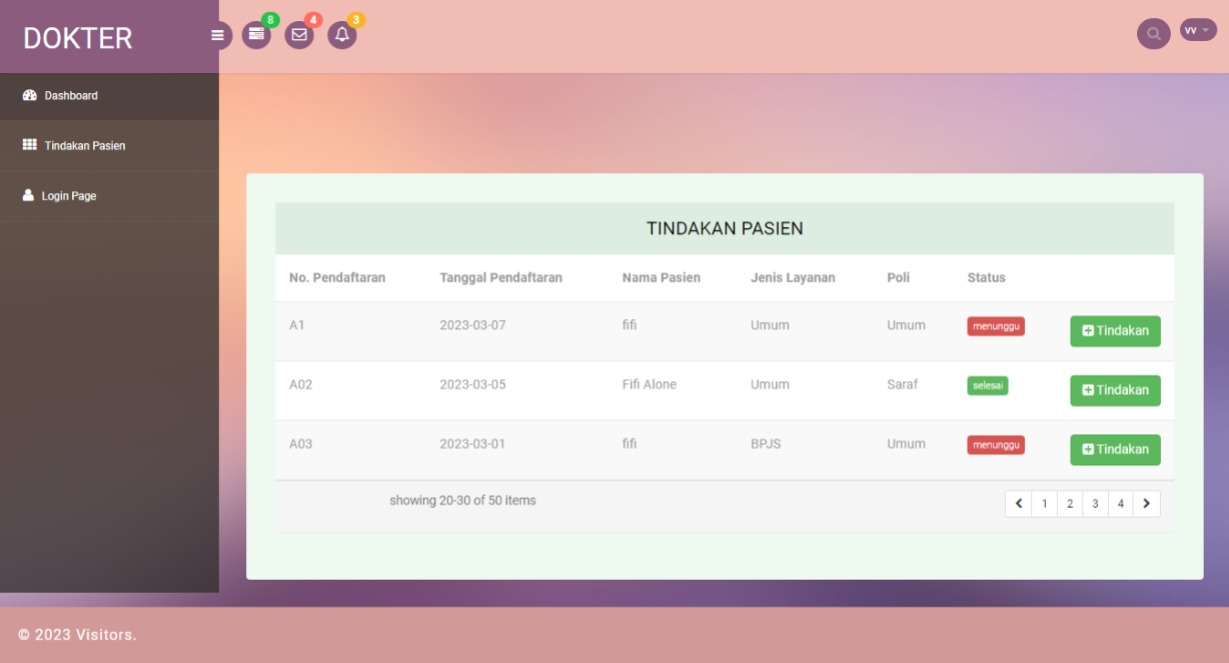 DOKTER
8
4
3
vv
Dashboard
Tindakan Pasien
Login Page
TINDAKAN PASIEN
No. Pendaftaran Tanggal Pendaftaran Nama Pasien Jenis Layanan Poli Status
A1 2023-03-07 fifi Umum Umum menunggu Tindakan
A02 2023-03-05 Fifi Alone Umum Saraf selesai Tindakan
A03 2023-03-01 fifi BPJS Umum menunggu Tindakan
showing 20-30 of 50 items 1 2 3 4
© 2023 Visitors.